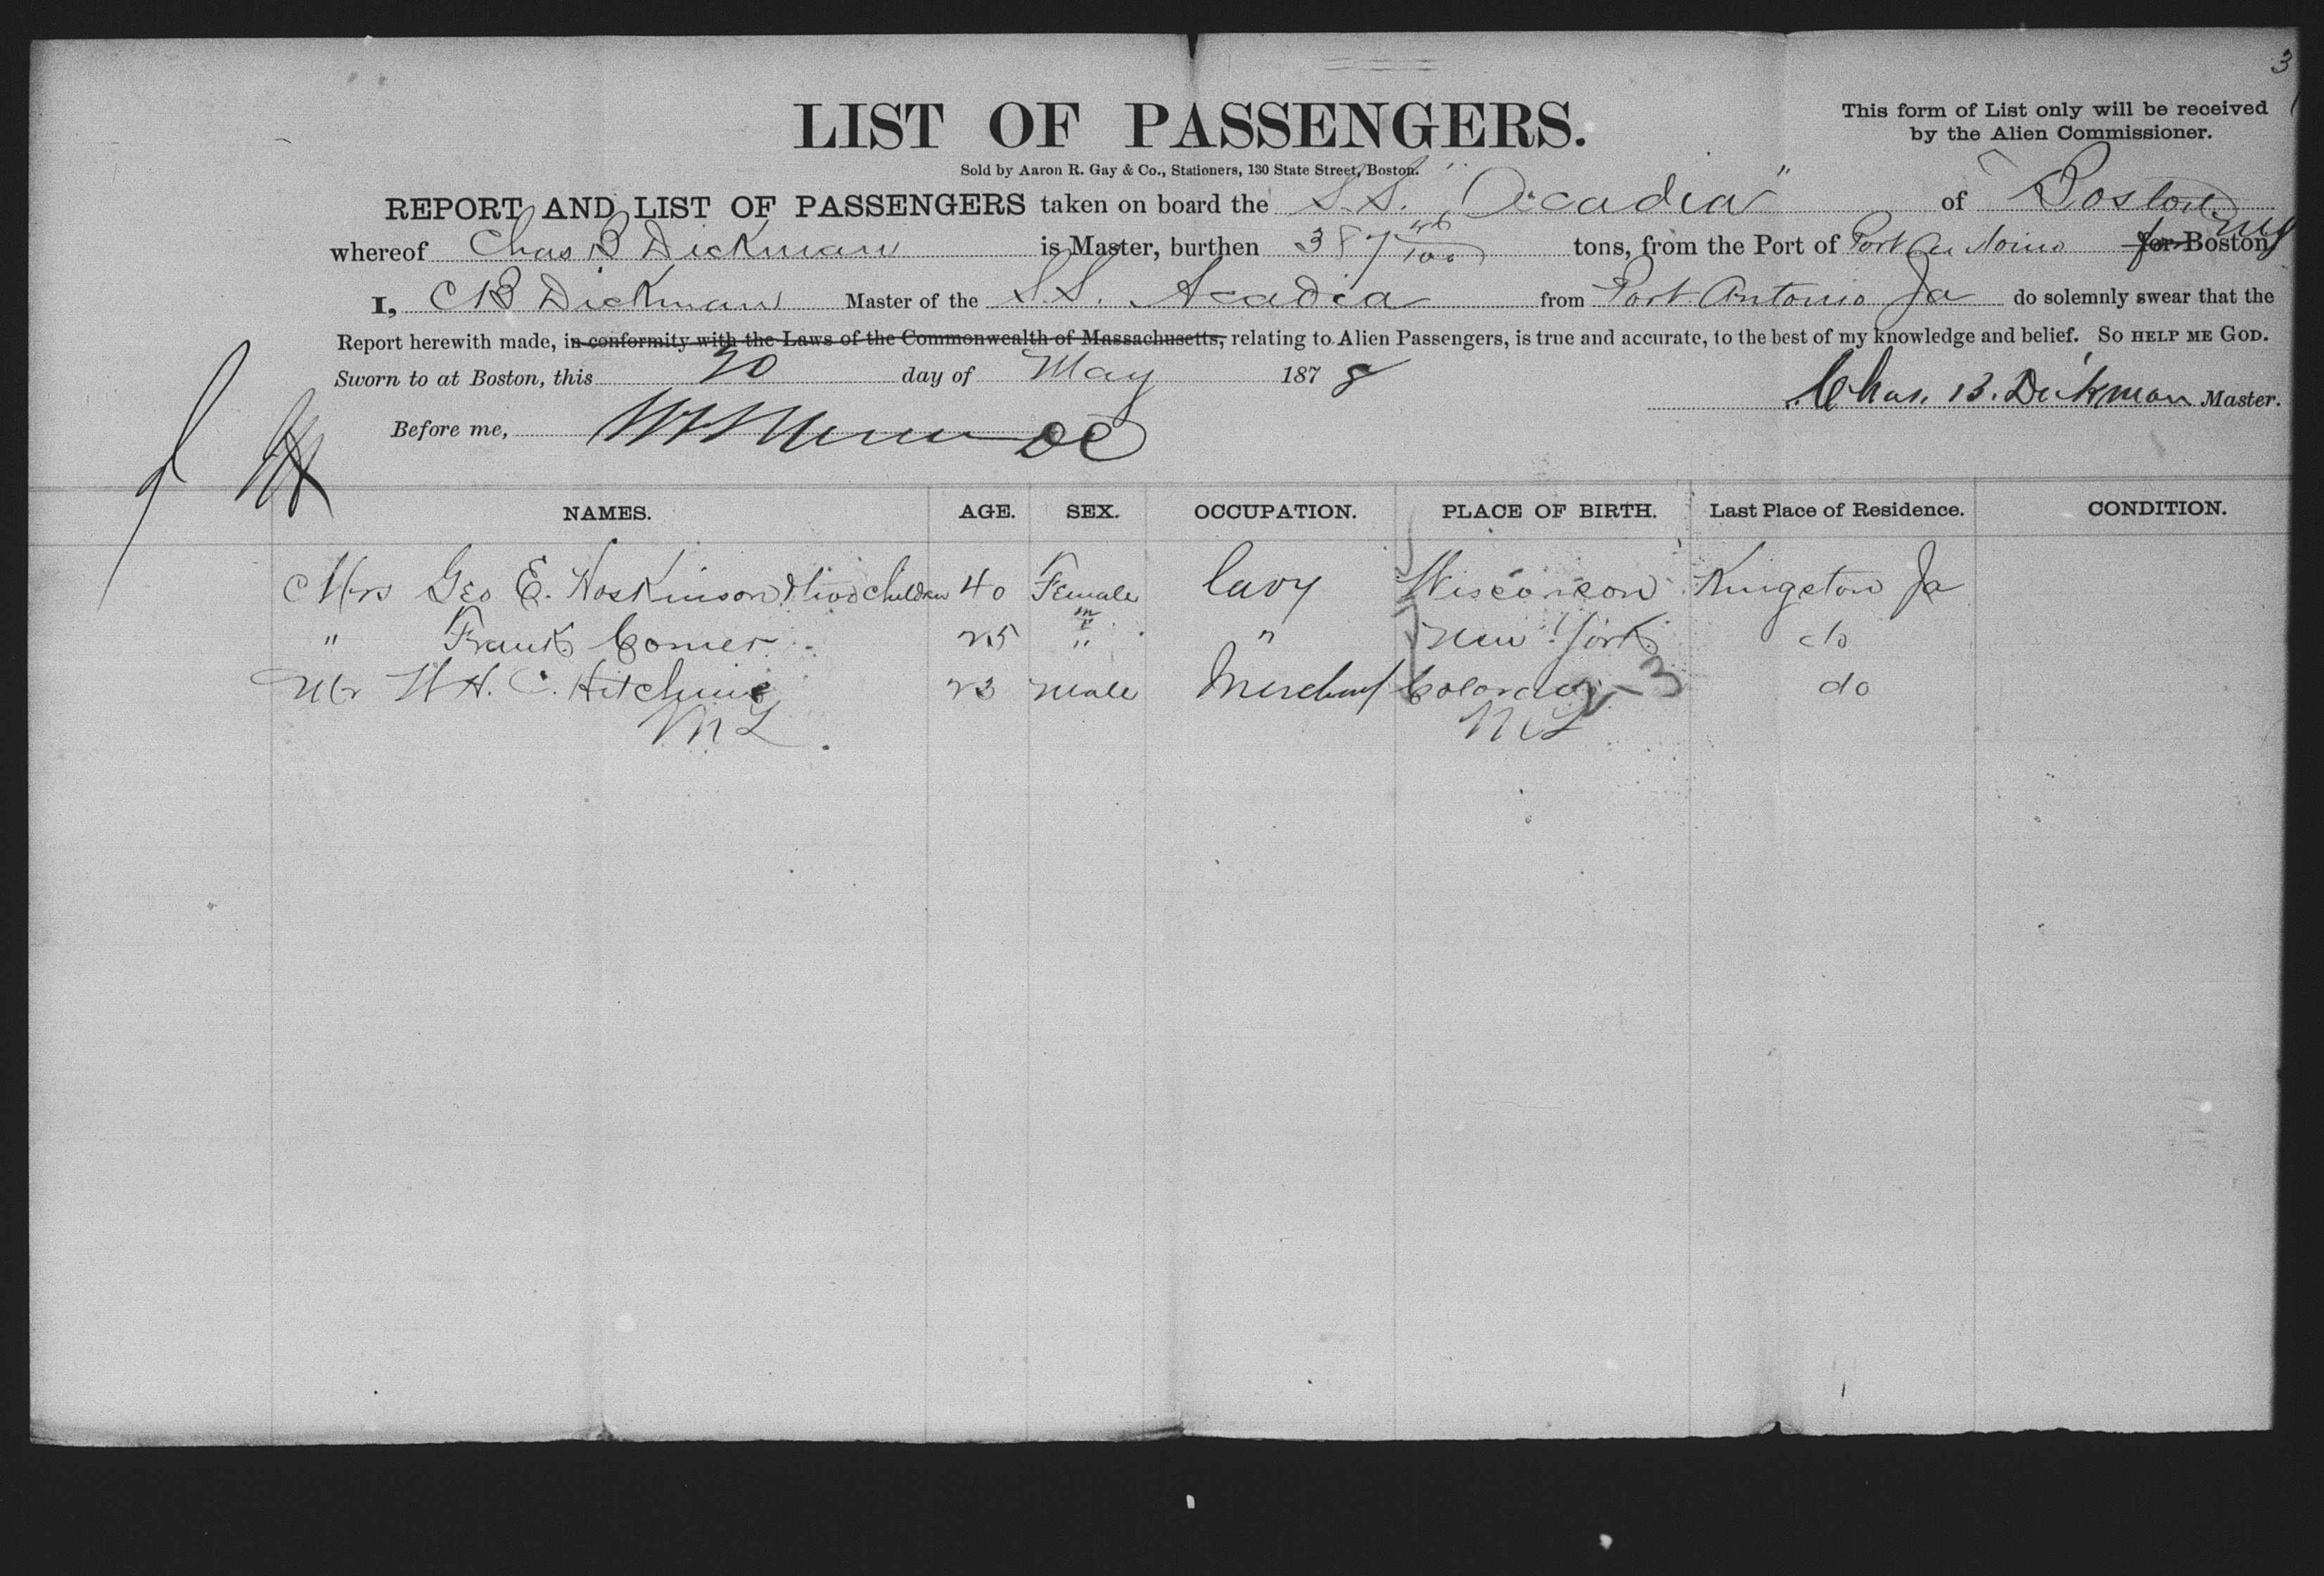 3
LIST OF PASSENGERS.
This form of List only will be received
by the Alien Commissioner.
Sold by Aaron R. Gay & Co., Stationers, 130 State Street, Boston.
REPORT AND LIST OF PASSENGERS taken on board the S.S. "Acadia" of Boston
whereof Chas B Dickman is Master, burthen 387 46/100 tons, from the Port of Port Antoino for Boston,
I, CB Dickman Master of the S.S. Acadia from Port Antonio Ja do solemnly swear that the
Report herewith made, in conformity with the Laws of the Commonwealth of Massachusetts, relating to Alien Passengers, is true and accurate, to the best of my knowledge and belief. SO HELP ME GOD.
Sworn to at Boston, this 20 day of May 187 8
Chas. B. Dickman Master.
Before me,
NAMES. AGE. SEX. OCCUPATION. PLACE OF BIRTH. Last Place of Residence. CONDITION.
Mrs Geo E. Hoskinson & two children 40 Female Lady Wisconson Kingston Ja
" Frank Comer 25 " " New York do
Mr W H. C. Hitchins 23 Male Merchant Colorado do